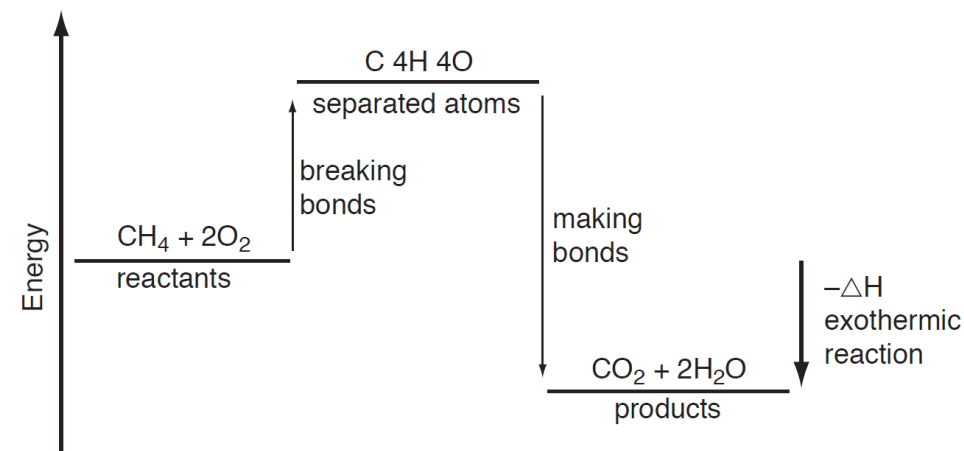 C 4H 4O
separated atoms
breaking
bonds
making
bonds
Energy
CH₄ + 2O₂
reactants
–△H
exothermic
reaction
CO₂ + 2H₂O
products